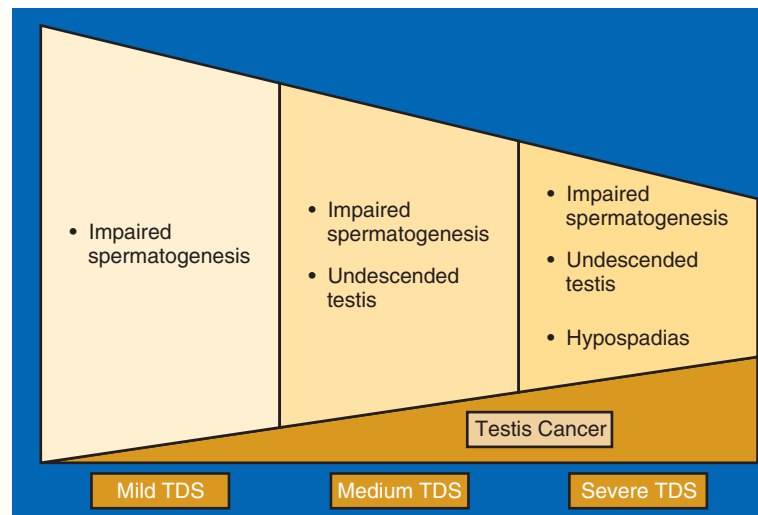 • Impaired
spermatogenesis
• Impaired
spermatogenesis
• Undescended
testis
• Impaired
spermatogenesis
• Undescended
testis
• Hypospadias
Testis Cancer
Mild TDS
Medium TDS
Severe TDS